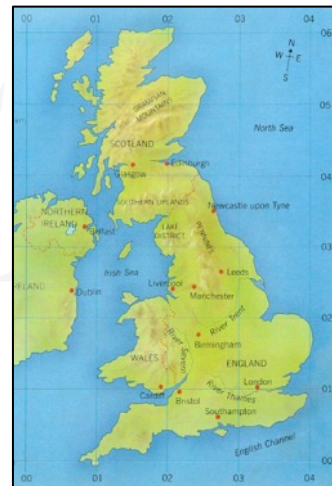 00 01 02 03 04
N
W E
S
06
GRAMPIAN
MOUNTAINS
North Sea
05
SCOTLAND
Edinburgh
Glasgow
04
SOUTHERN UPLANDS
Newcastle upon Tyne
NORTHERN
IRELAND
Belfast
LAKE
DISTRICT
PENNINES
03
Irish Sea
Leeds
Liverpool
Manchester
RELAND
Dublin
02
River Trent
Birmingham
River Severn
WALES
ENGLAND
London
01
Cardiff
Bristol
River Thames
Southampton
English Channel
00
00 01 02 03 04